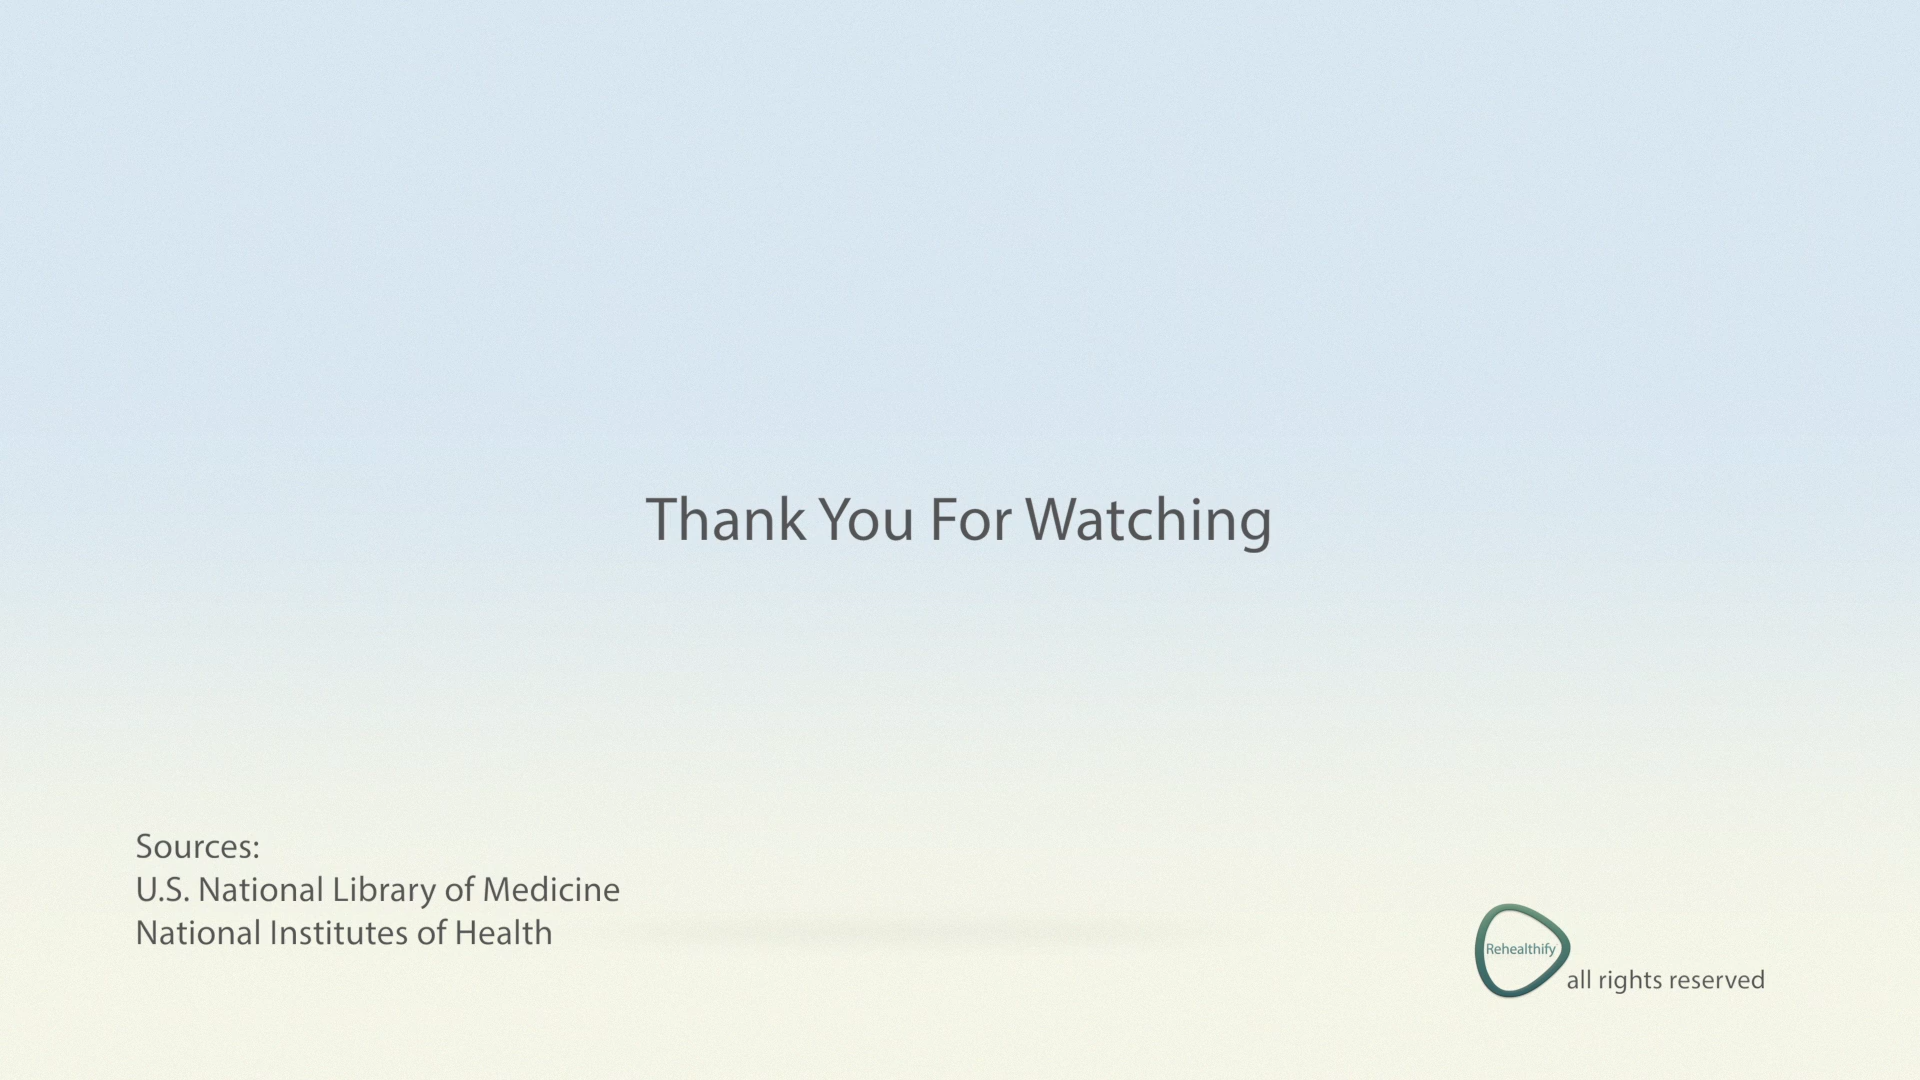 Thank You For Watching
Sources:
U.S. National Library of Medicine
National Institutes of Health
Rehealthify
all rights reserved